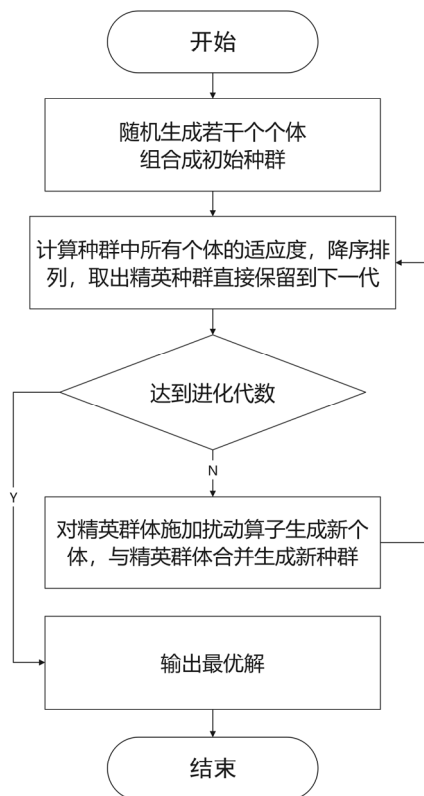 开始
随机生成若干个个体
组合成初始种群
计算种群中所有个体的适应度，降序排
列，取出精英种群直接保留到下一代
达到进化代数
N
Y
对精英群体施加扰动算子生成新个
体，与精英群体合并生成新种群
输出最优解
结束